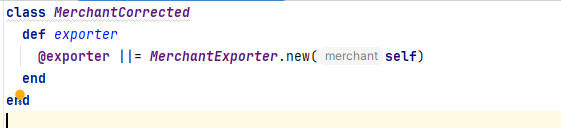 class MerchantCorrected
def exporter
@exporter ||= MerchantExporter.new( merchant self)
end
end